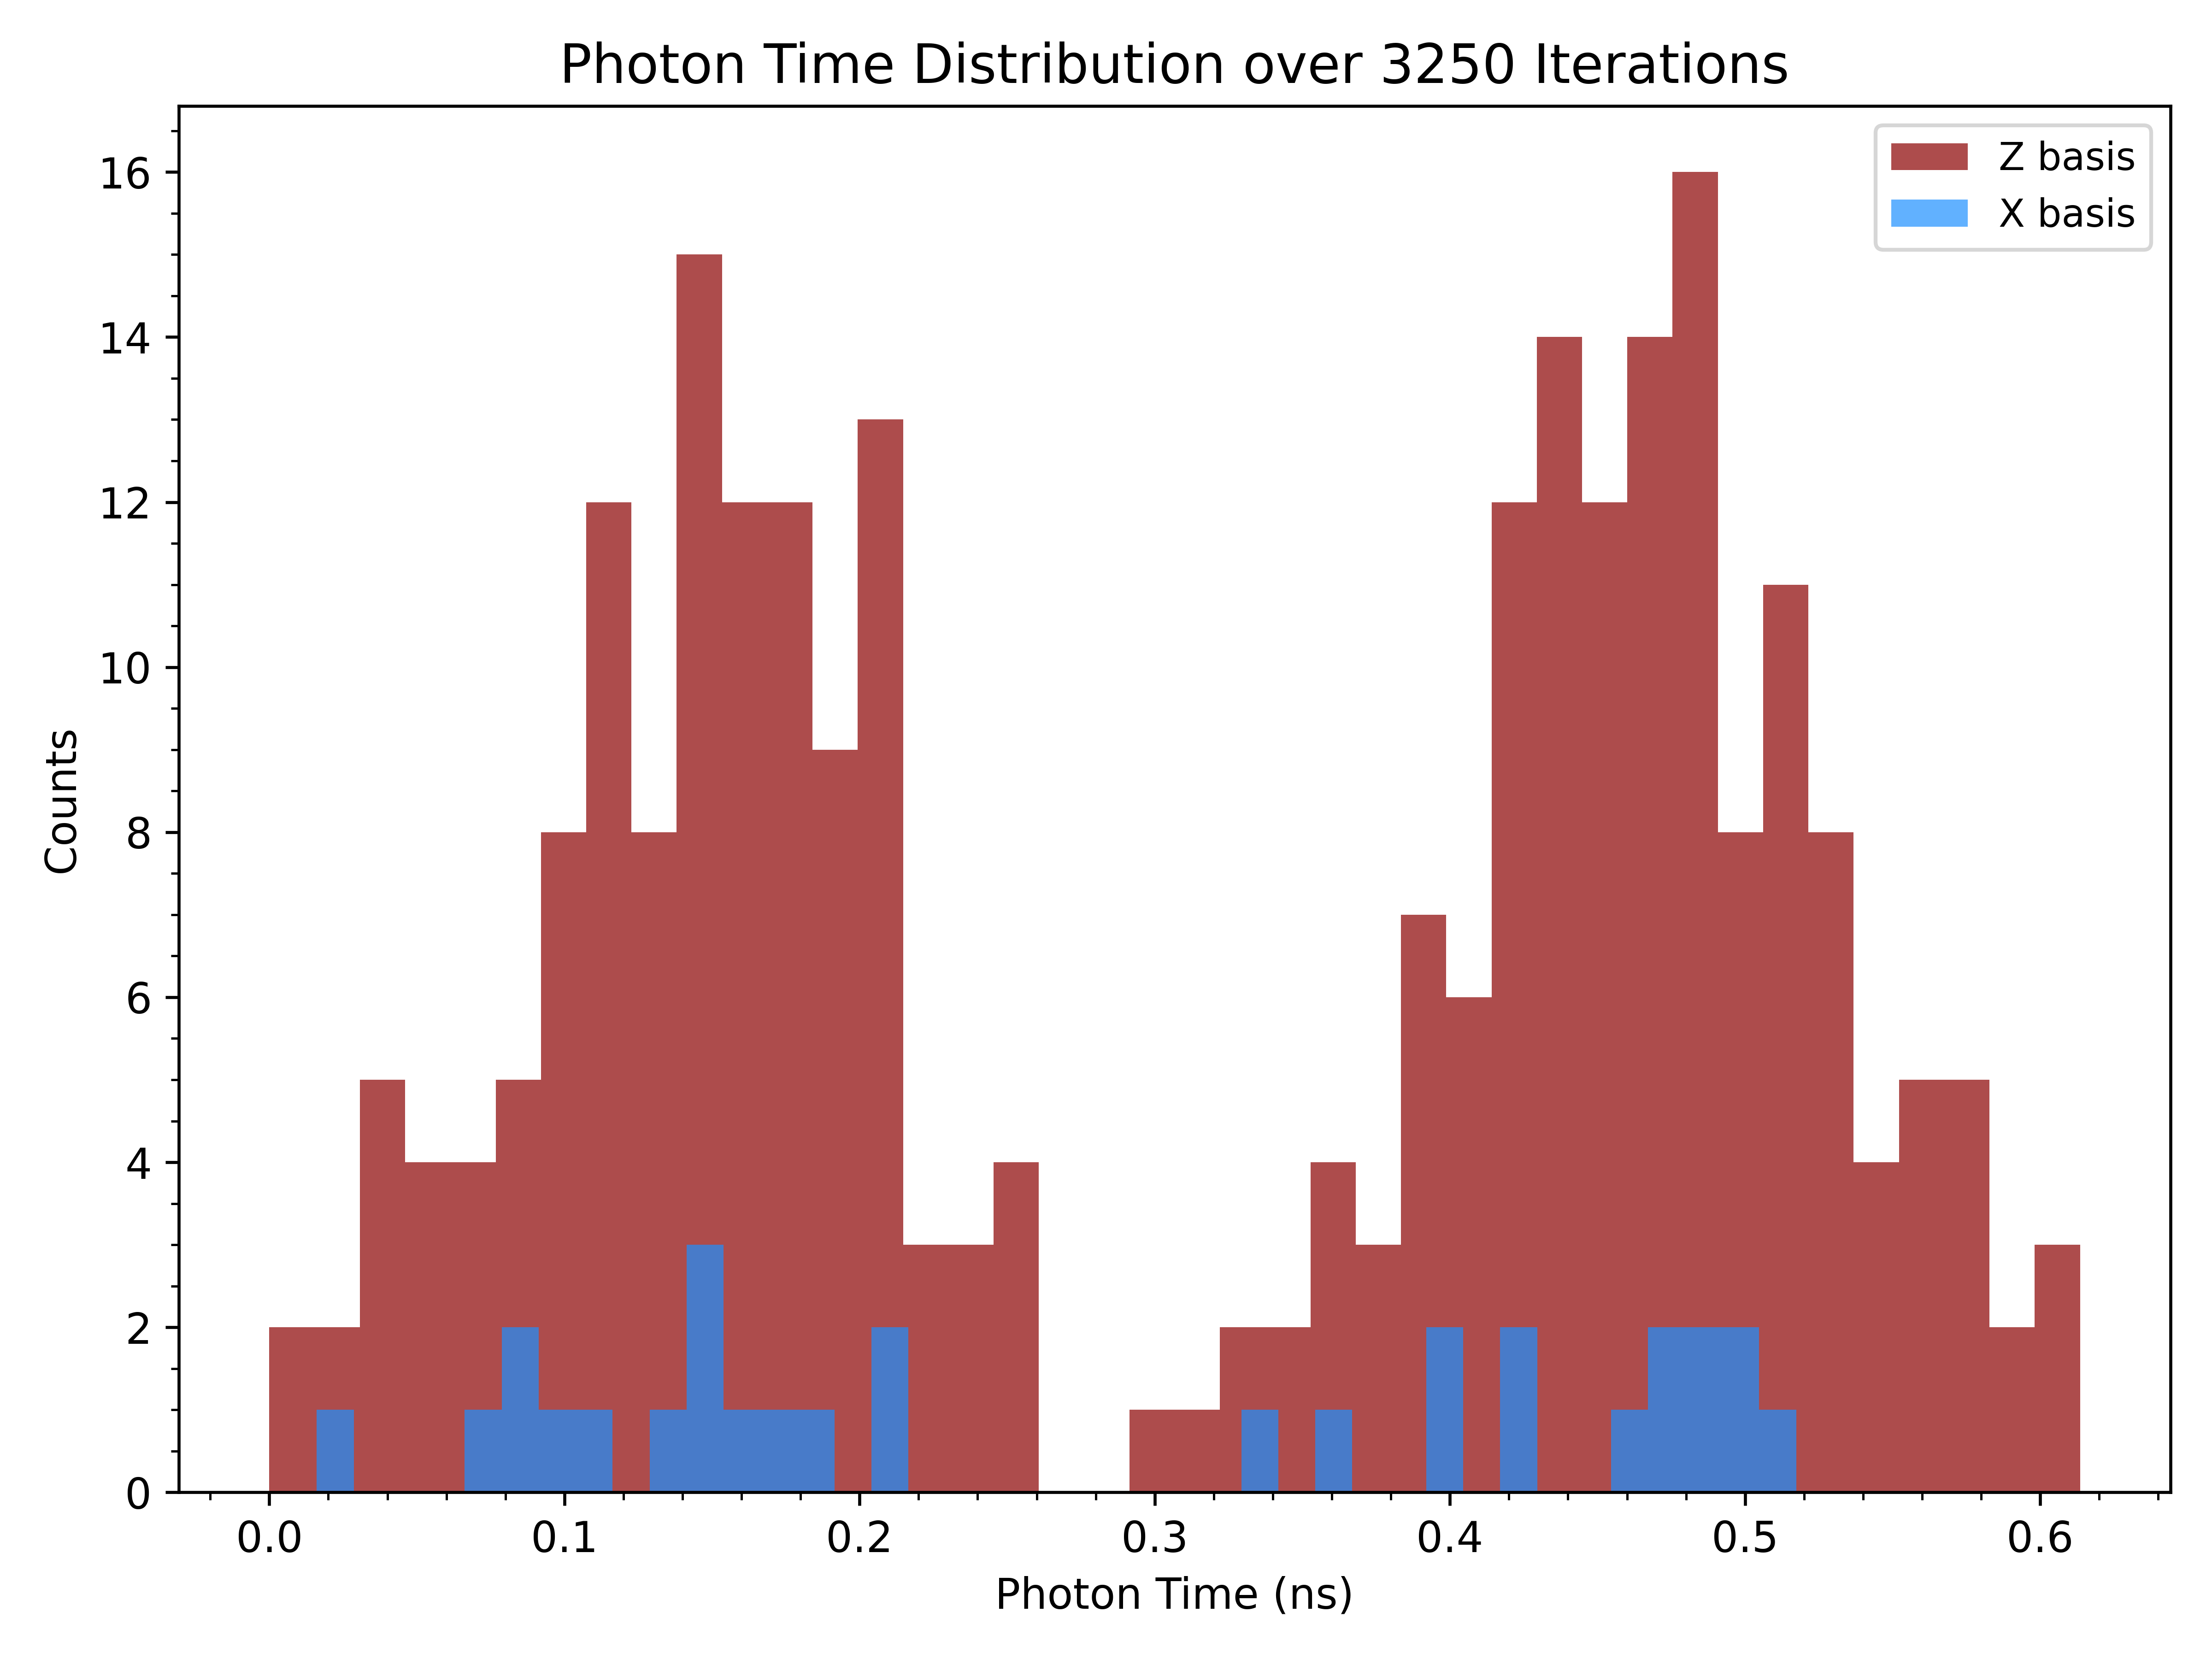 Photon Time Distribution over 3250 Iterations
Z basis
X basis
Counts
16
14
12
10
8
6
4
2
0
0.0 0.1 0.2 0.3 0.4 0.5 0.6
Photon Time (ns)